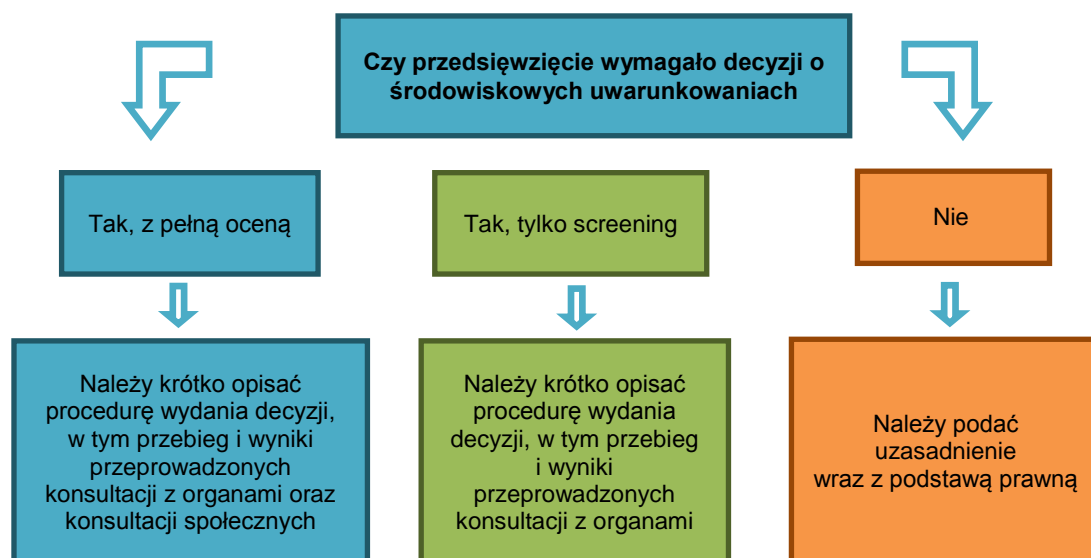 Czy przedsięwzięcie wymagało decyzji o
środowiskowych uwarunkowaniach
Tak, z pełną oceną
Tak, tylko screening
Nie
Należy krótko opisać
procedurę wydania decyzji,
w tym przebieg i wyniki
przeprowadzonych
konsultacji z organami oraz
konsultacji społecznych
Należy krótko opisać
procedurę wydania
decyzji, w tym przebieg
i wyniki
przeprowadzonych
konsultacji z organami
Należy podać
uzasadnienie
wraz z podstawą prawną